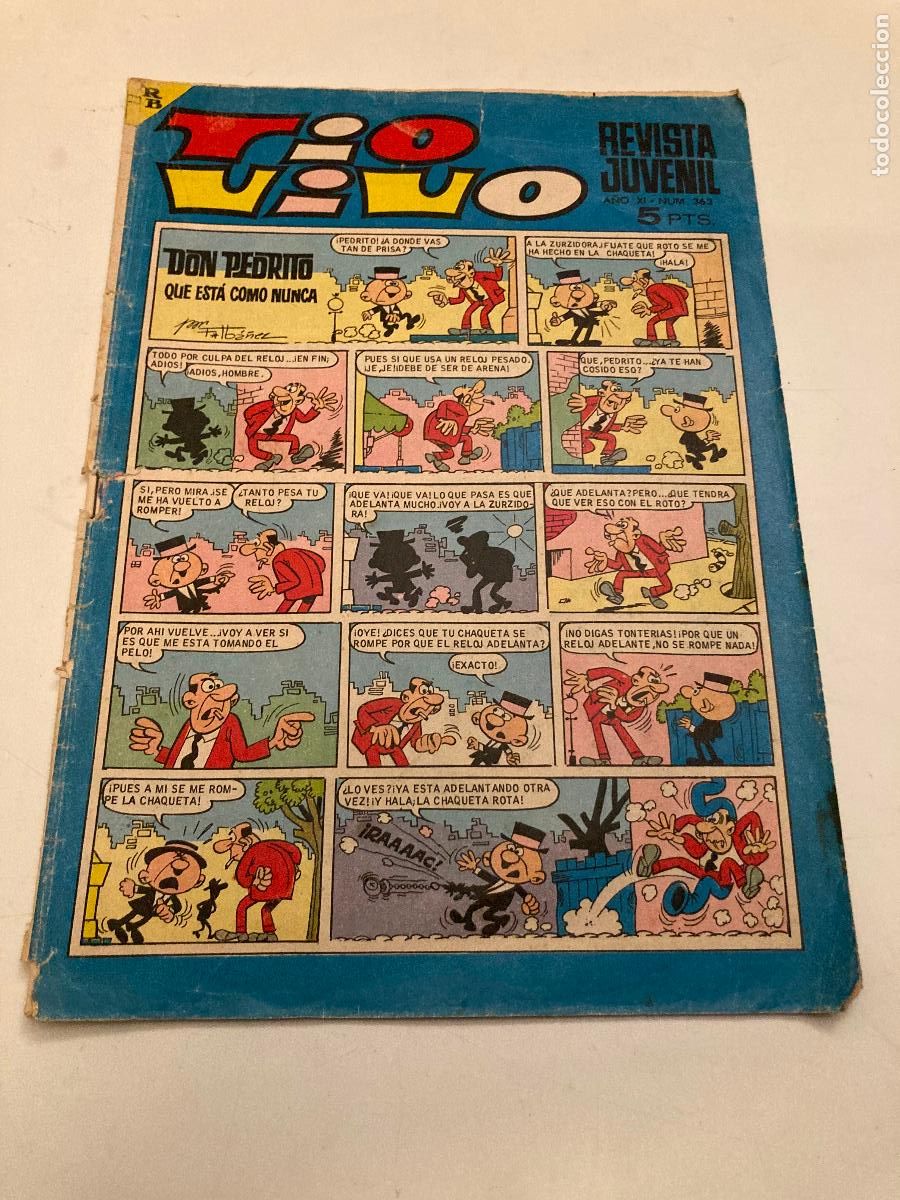 RB
TiO
ViVO
REVISTA
JUVENIL
AÑO XI - NUM. 363
5 PTS.
DON PEDRITO
QUE ESTÁ COMO NUNCA
¡PEDRITO! ¿A DONDE VAS
TAN DE PRISA?
A LA ZURZIDORA ¡FIJATE QUE ROTO SE ME
HA HECHO EN LA CHAQUETA!
¡HALA!
TODO POR CULPA DEL RELOJ...¡EN FIN;
ADIOS!
¡ADIOS, HOMBRE.
PUES SI QUE USA UN RELOJ PESADO.
¡JE, JE! ¡DEBE DE SER DE ARENA!
QUE, PEDRITO...¿YA TE HAN
COSIDO ESO?
SI, PERO MIRA ¡SE
ME HA VUELTO A
ROMPER!
¿TANTO PESA TU
RELOJ?
¡QUE VA! ¡QUE VA! LO QUE PASA ES QUE
ADELANTA MUCHO. ¡VOY A LA ZURZIDO-
RA!
¿QUE ADELANTA? PERO...¿QUE TENDRA
QUE VER ESO CON EL ROTO?
¡POR AHI VUELVE...¡VOY A VER SI
ES QUE ME ESTA TOMANDO EL
PELO!
¡OYE! ¿DICES QUE TU CHAQUETA SE
ROMPE POR QUE EL RELOJ ADELANTA?
¡EXACTO!
¡NO DIGAS TONTERIAS! ¡POR QUE UN
RELOJ ADELANTE, NO SE ROMPE NADA!
¡PUES A MI SE ME ROM-
PE LA CHAQUETA!
¿LO VES? ¡YA ESTA ADELANTANDO OTRA
VEZ! ¡Y HALA; LA CHAQUETA ROTA!
¡RAAAAC!
todocoleccion